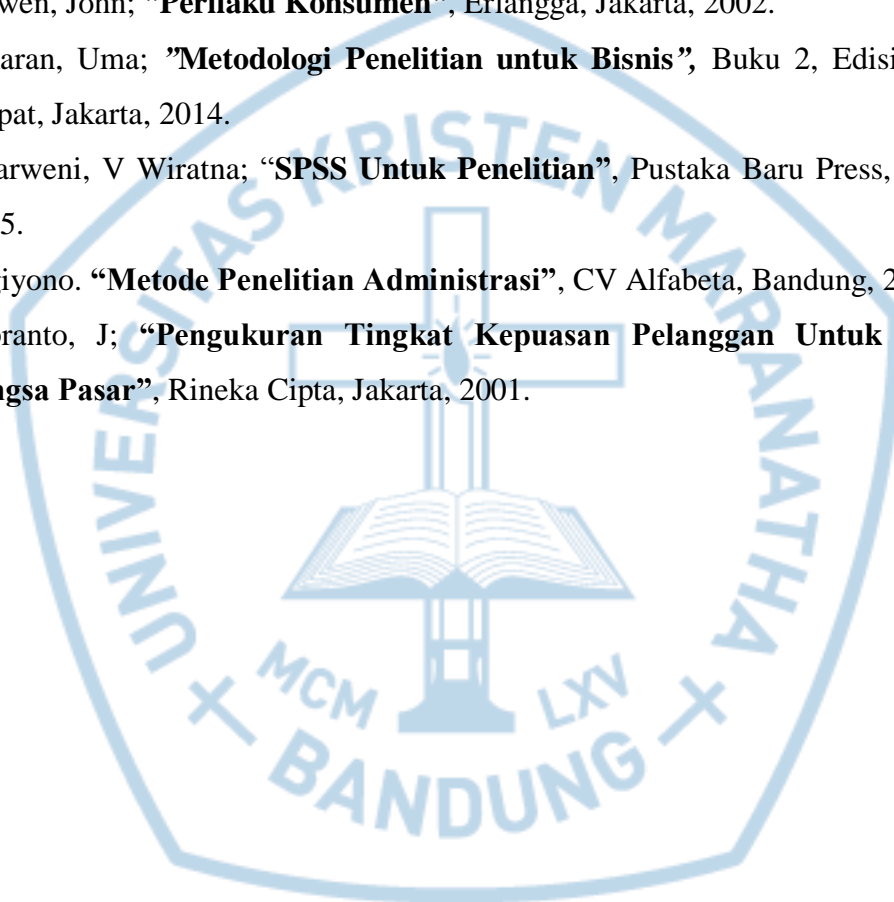 wen, John; "Perilaku Konsumen", Erlangga, Jakarta, 2002.
aran, Uma; ”Metodologi Penelitian untuk Bisnis”, Buku 2, Edisi
pat, Jakarta, 2014.
arweni, V Wiratna; “SPSS Untuk Penelitian”, Pustaka Baru Press,
5.
giyono. “Metode Penelitian Administrasi”, CV Alfabeta, Bandung, 2
oranto, J; “Pengukuran Tingkat Kepuasan Pelanggan Untuk
ngsa Pasar”, Rineka Cipta, Jakarta, 2001.
UNIVERSITAS KRISTEN MARANATHA
MCM LXV
BANDUNG